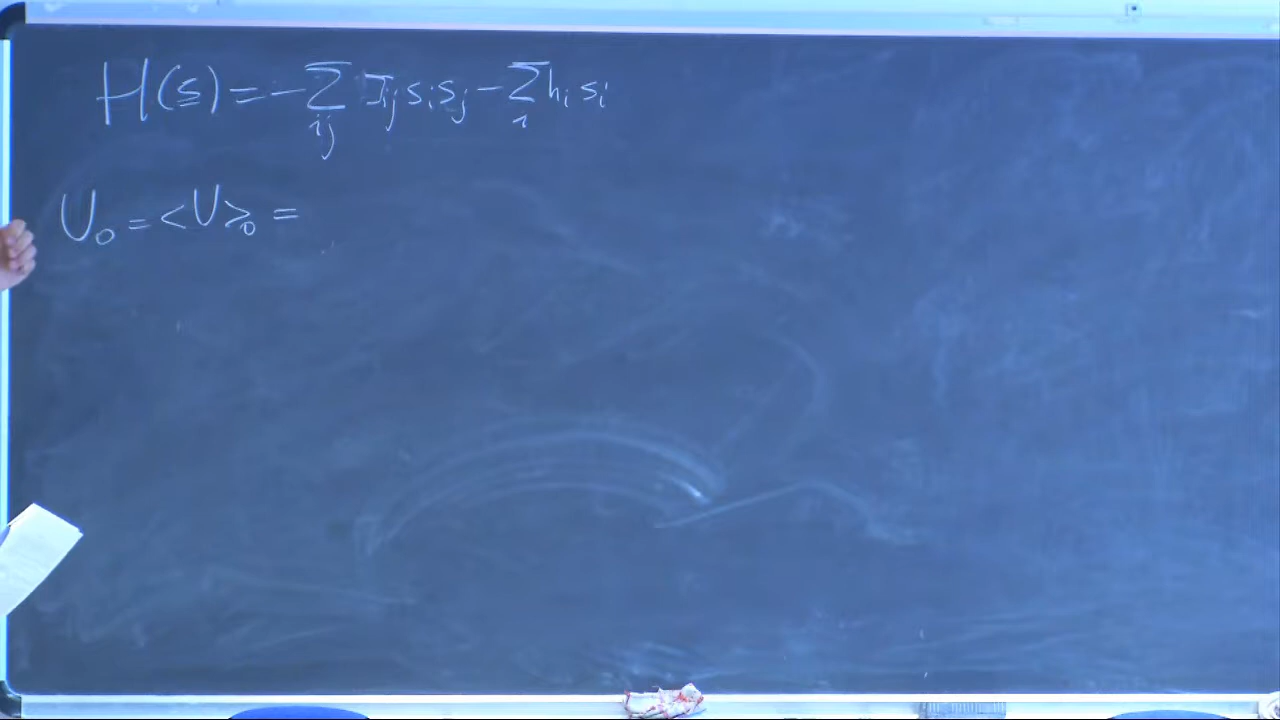 H(s) = - ∑_{ij} J_{ij} s_i s_j - ∑_i h_i s_i
U_0 = <U>_0 =